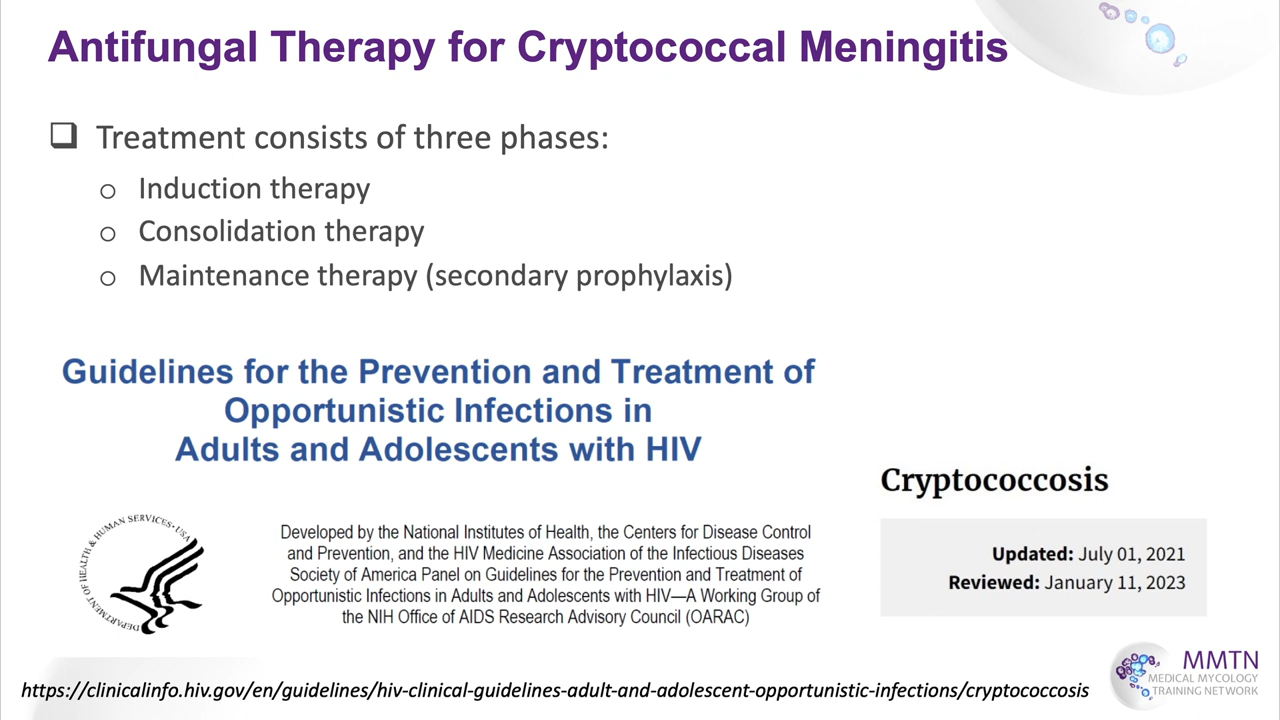 Antifungal Therapy for Cryptococcal Meningitis
Treatment consists of three phases:
Induction therapy
Consolidation therapy
Maintenance therapy (secondary prophylaxis)
Guidelines for the Prevention and Treatment of
Opportunistic Infections in
Adults and Adolescents with HIV
Cryptococcosis
Updated: July 01, 2021
Reviewed: January 11, 2023
DEPARTMENT OF HEALTH & HUMAN SERVICES • USA
Developed by the National Institutes of Health, the Centers for Disease Control
and Prevention, and the HIV Medicine Association of the Infectious Diseases
Society of America Panel on Guidelines for the Prevention and Treatment of
Opportunistic Infections in Adults and Adolescents with HIV—A Working Group of
the NIH Office of AIDS Research Advisory Council (OARAC)
https://clinicalinfo.hiv.gov/en/guidelines/hiv-clinical-guidelines-adult-and-adolescent-opportunistic-infections/cryptococcosis
MMTN
MEDICAL MYCOLOGY
TRAINING NETWORK